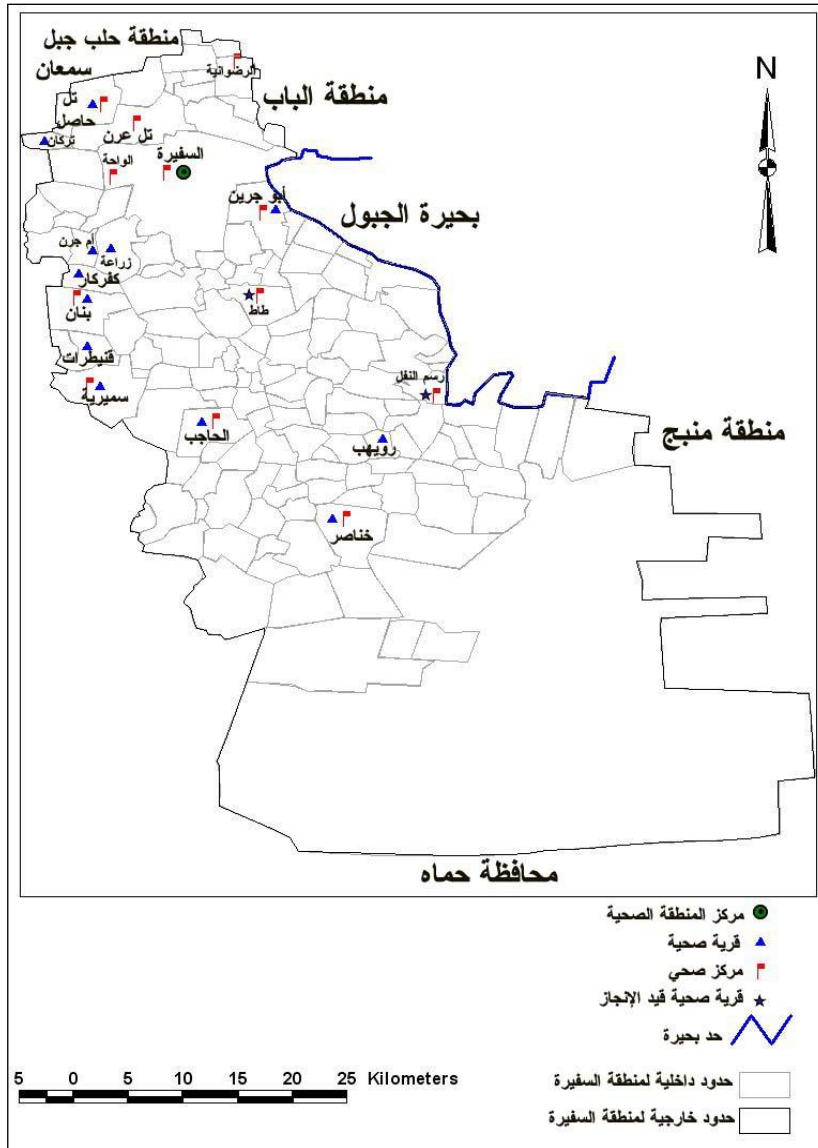 منطقة حلب جبل
سمعان
الرضوانية
منطقة الباب
N
تل
حاصل
تل عرن
تركان
السفيرة
الواحة
أبو جرين
بحيرة الجبول
أم جرن
زراعة
كفركار
بنان
طاط
قنيطرات
رسم النفل
سميرية
الحاجب
رويهب
منطقة منبج
خناصر
محافظة حماه
مركز المنطقة الصحية
قرية صحية
مركز صحي
قرية صحية قيد الإنجاز
حد بحيرة
5 0 5 10 15 20 25 Kilometers
حدود داخلية لمنطقة السفيرة
حدود خارجية لمنطقة السفيرة